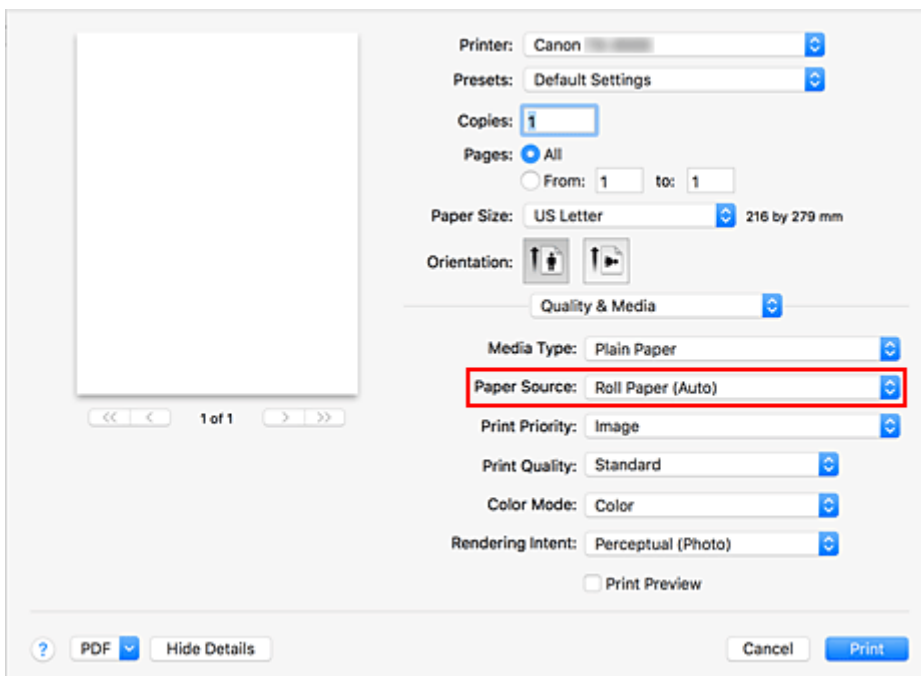 Printer: Canon
Presets: Default Settings
Copies: 1
Pages: All
From: 1 to: 1
Paper Size: US Letter 216 by 279 mm
Orientation:
Quality & Media
Media Type: Plain Paper
Paper Source: Roll Paper (Auto)
1 of 1
Print Priority: Image
Print Quality: Standard
Color Mode: Color
Rendering Intent: Perceptual (Photo)
Print Preview
? PDF Hide Details Cancel Print